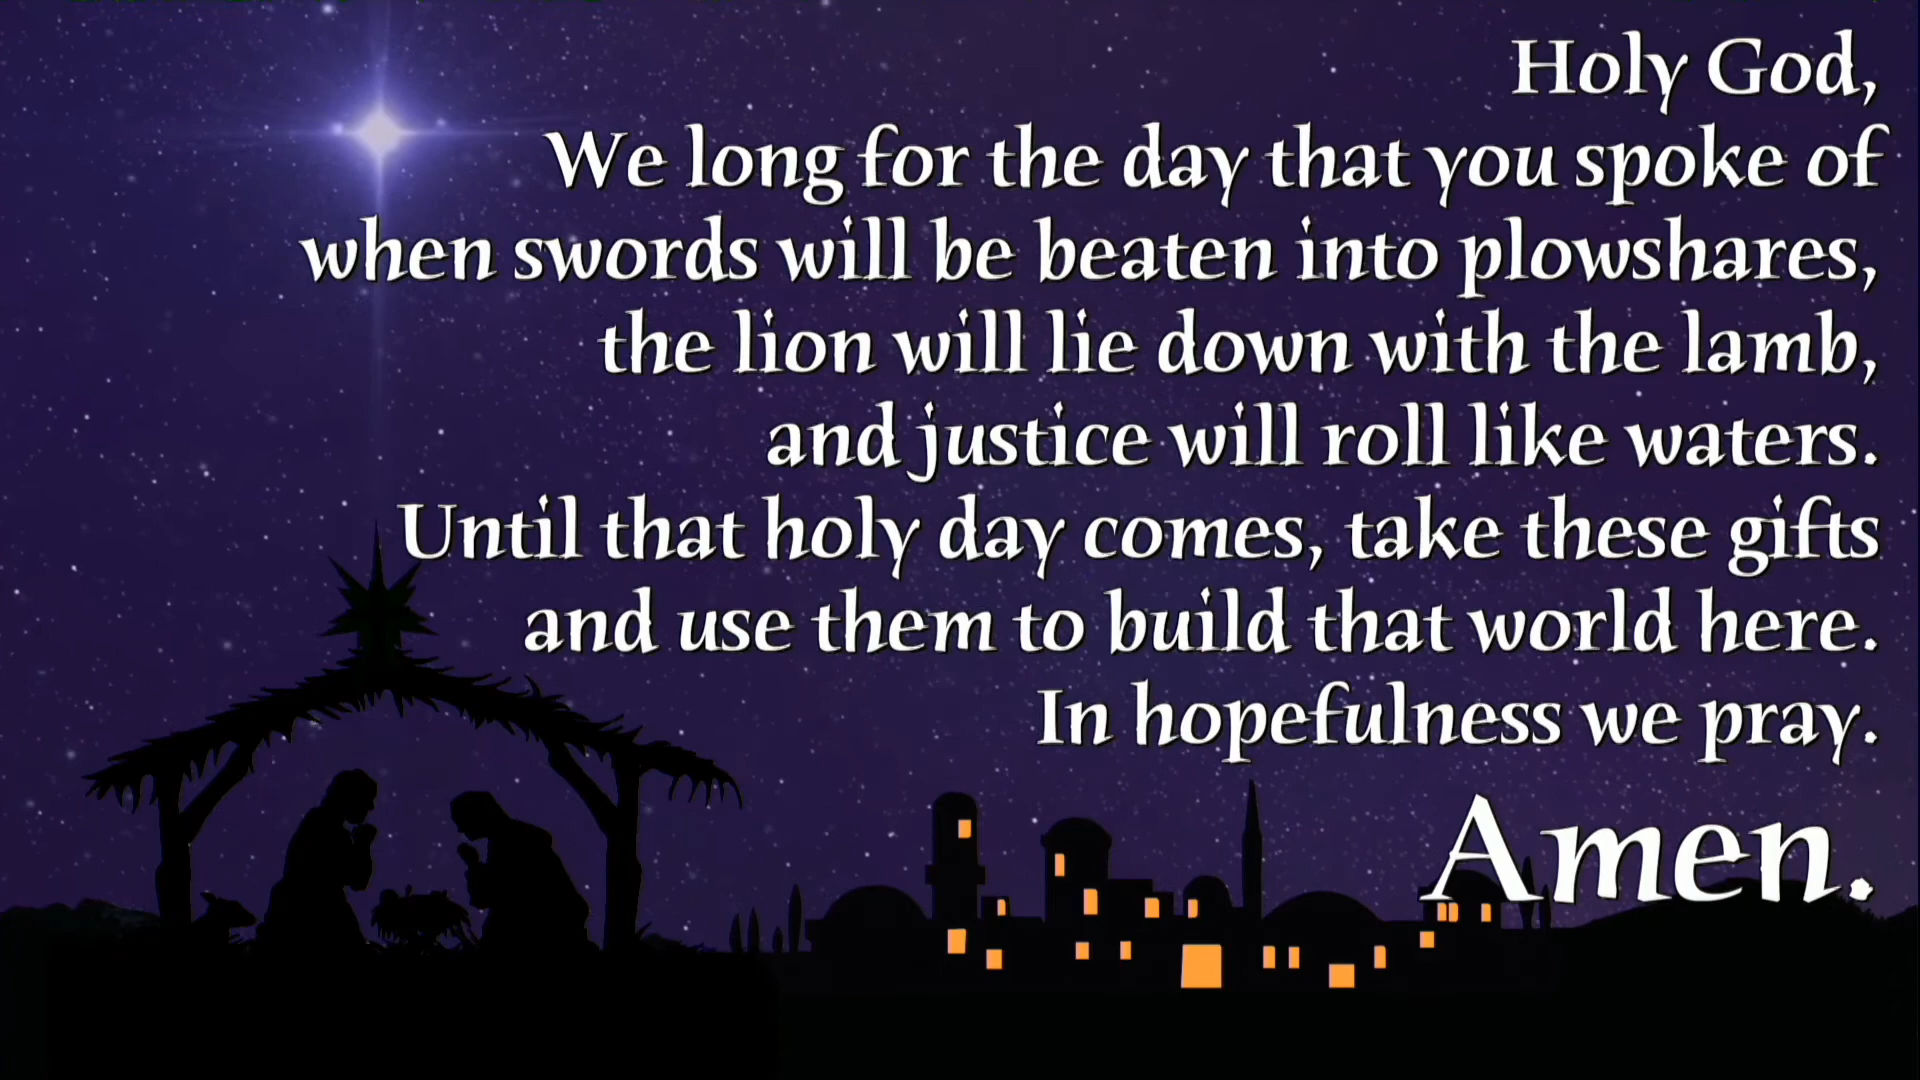 Holy God,
We long for the day that you spoke of
when swords will be beaten into plowshares,
the lion will lie down with the lamb,
and justice will roll like waters.
Until that holy day comes, take these gifts
and use them to build that world here.
In hopefulness we pray.
Amen.